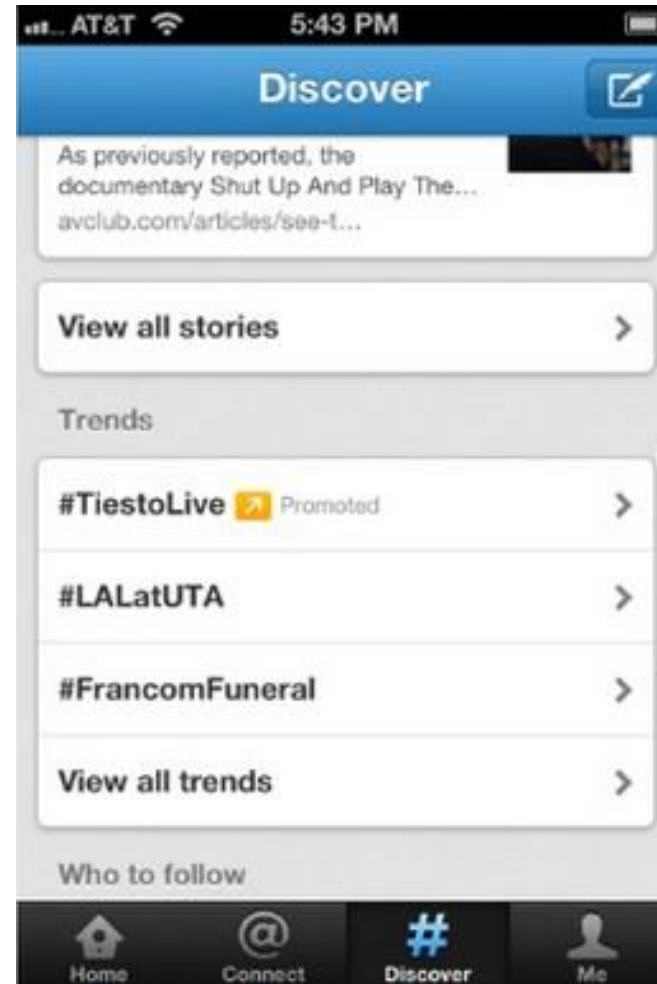 AT&T 5:43 PM
Discover
As previously reported, the
documentary Shut Up And Play The...
avclub.com/articles/see-t...
View all stories
Trends
#TiestoLive Promoted
#LALatUTA
#FrancomFuneral
View all trends
Who to follow
Home Connect Discover Me